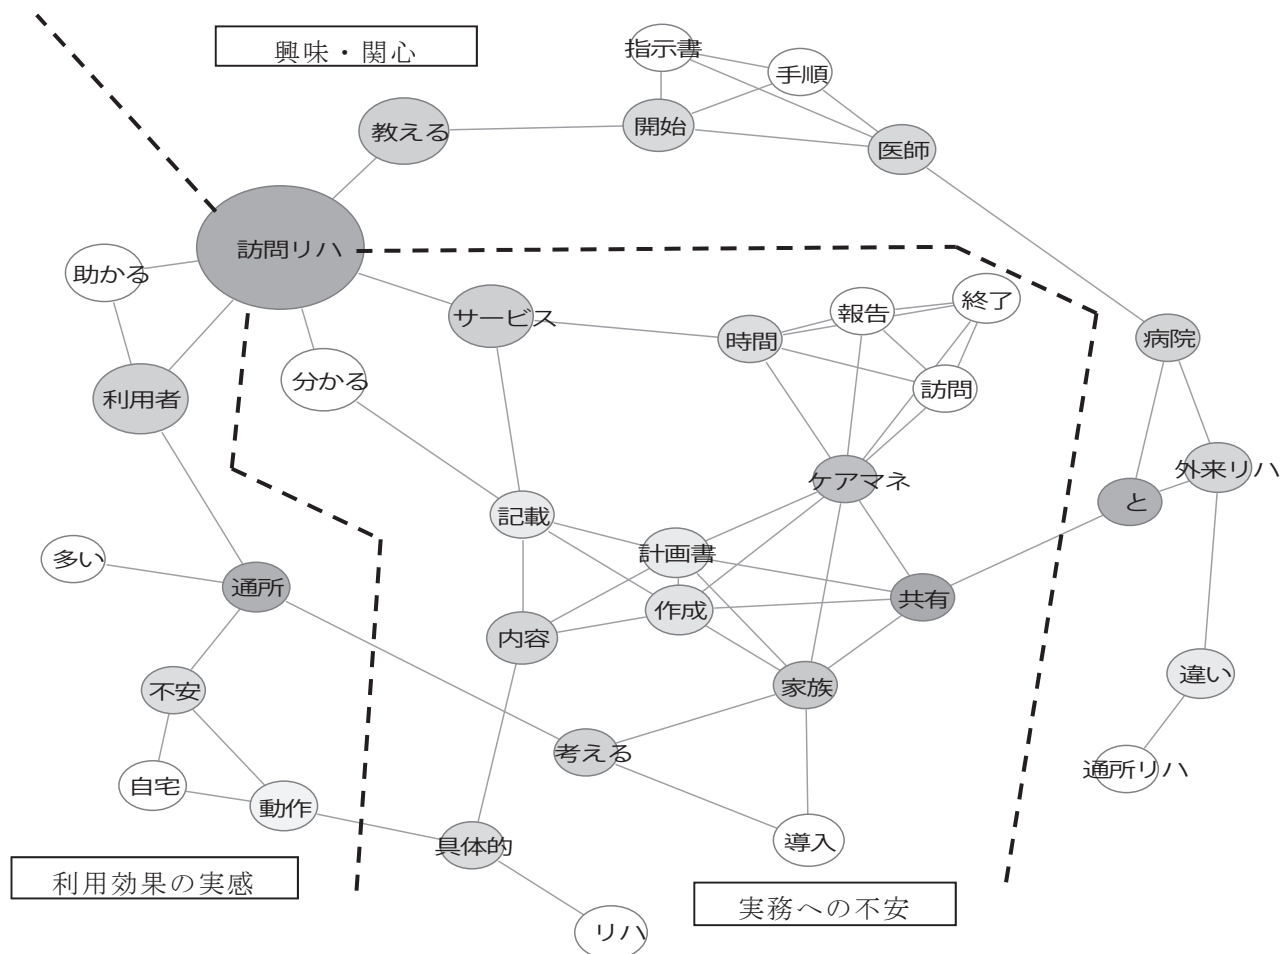 興味・関心
指示書
手順
教える
開始
医師
訪問リハ
助かる
サービス
報告
終了
時間
病院
分かる
訪問
利用者
外来リハ
ケアマネ
と
記載
計画書
多い
通所
作成
共有
内容
違い
不安
家族
考える
通所リハ
自宅
動作
導入
具体的
利用効果の実感
実務への不安
リハ